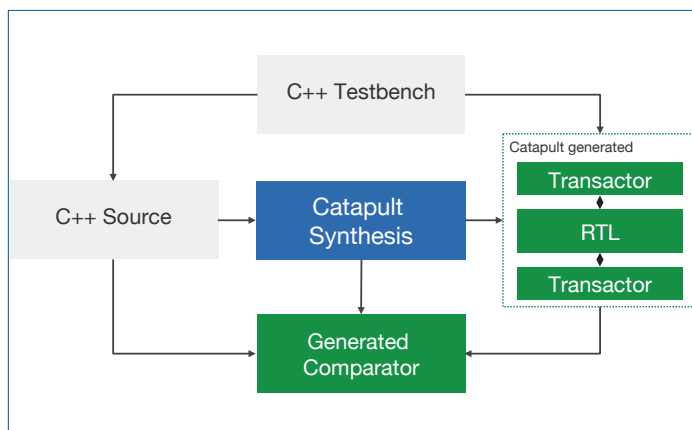 C++ Testbench
Catapult generated
Transactor
C++ Source
Catapult
Synthesis
RTL
Transactor
Generated
Comparator